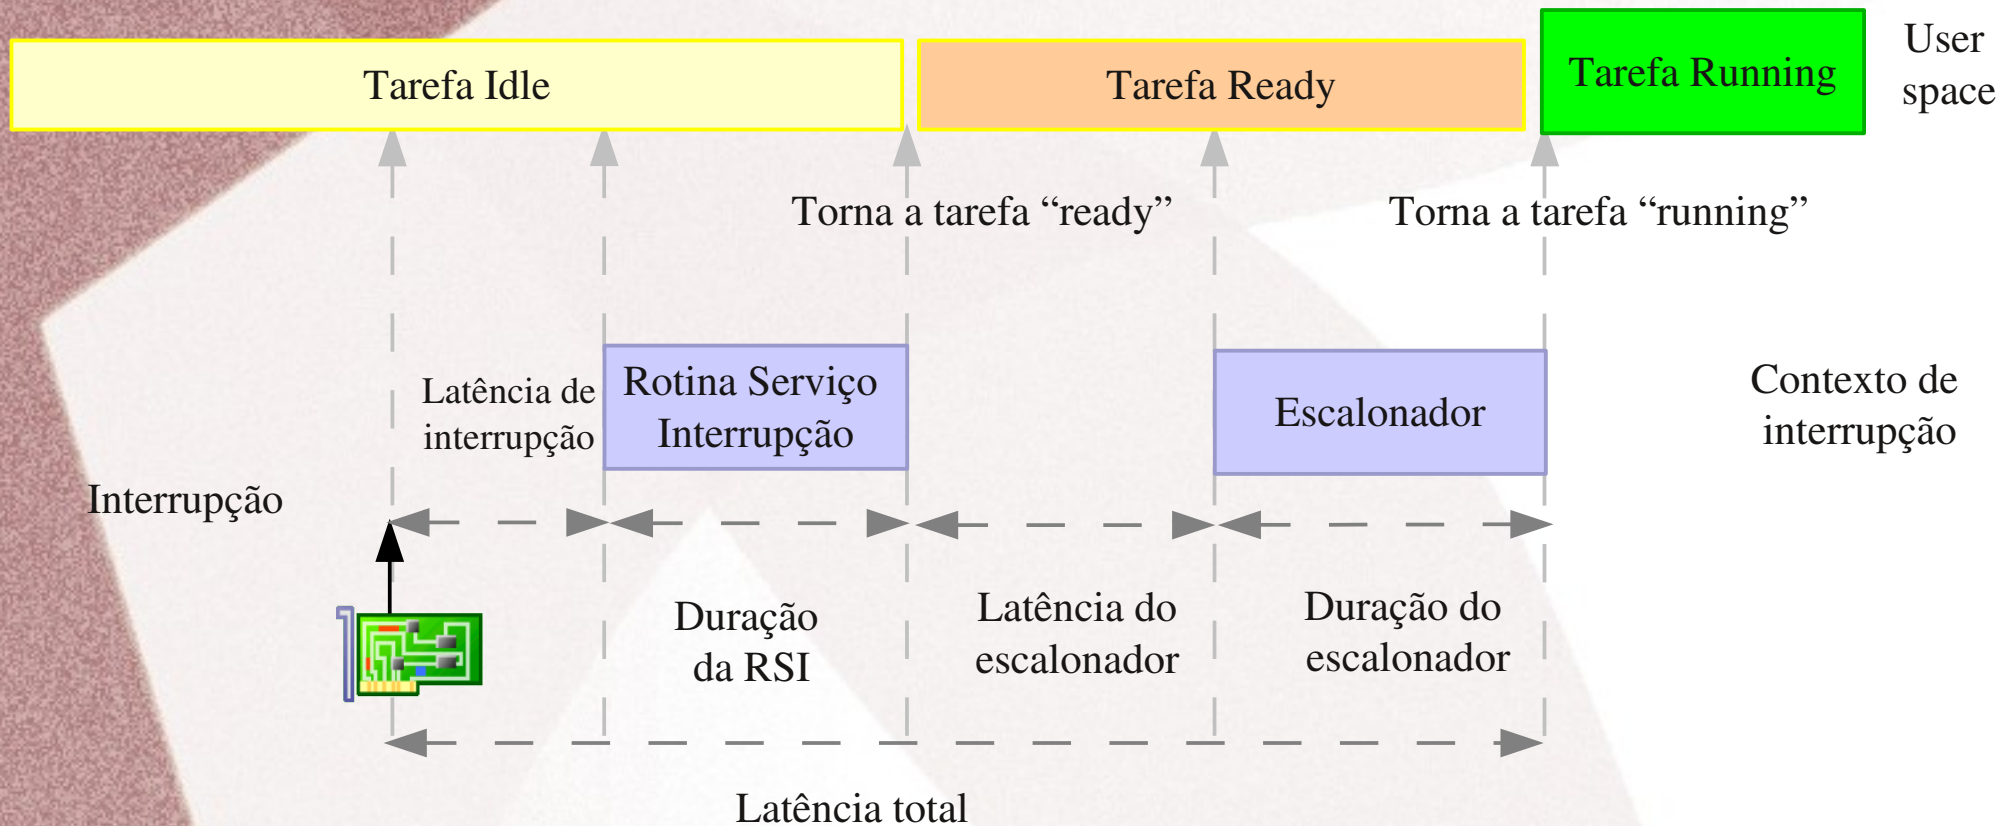 Tarefa Idle
Tarefa Ready
Tarefa Running
User
space
Torna a tarefa “ready”
Torna a tarefa “running”
Latência de
interrupção
Rotina Serviço
Interrupção
Escalonador
Contexto de
interrupção
Interrupção
Duração
da RSI
Latência do
escalonador
Duração do
escalonador
Latência total